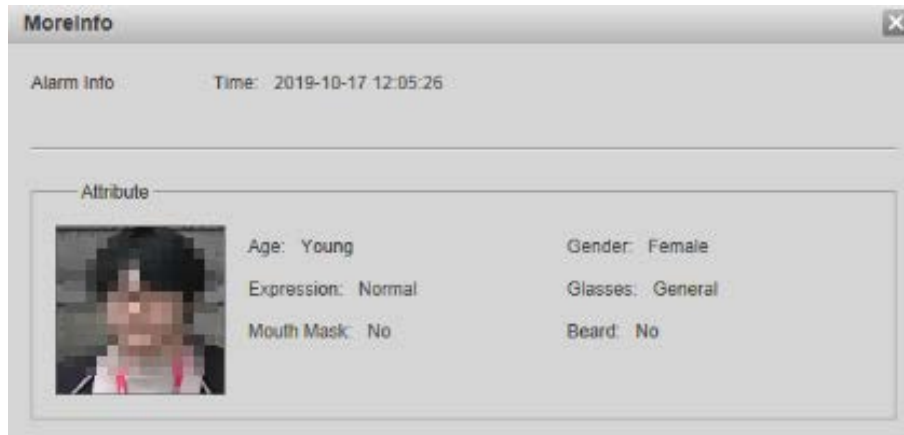 MoreInfo
Alarm Info Time: 2019-10-17 12:05:26
Attribute
Age: Young Gender: Female
Expression: Normal Glasses: General
Mouth Mask: No Beard: No